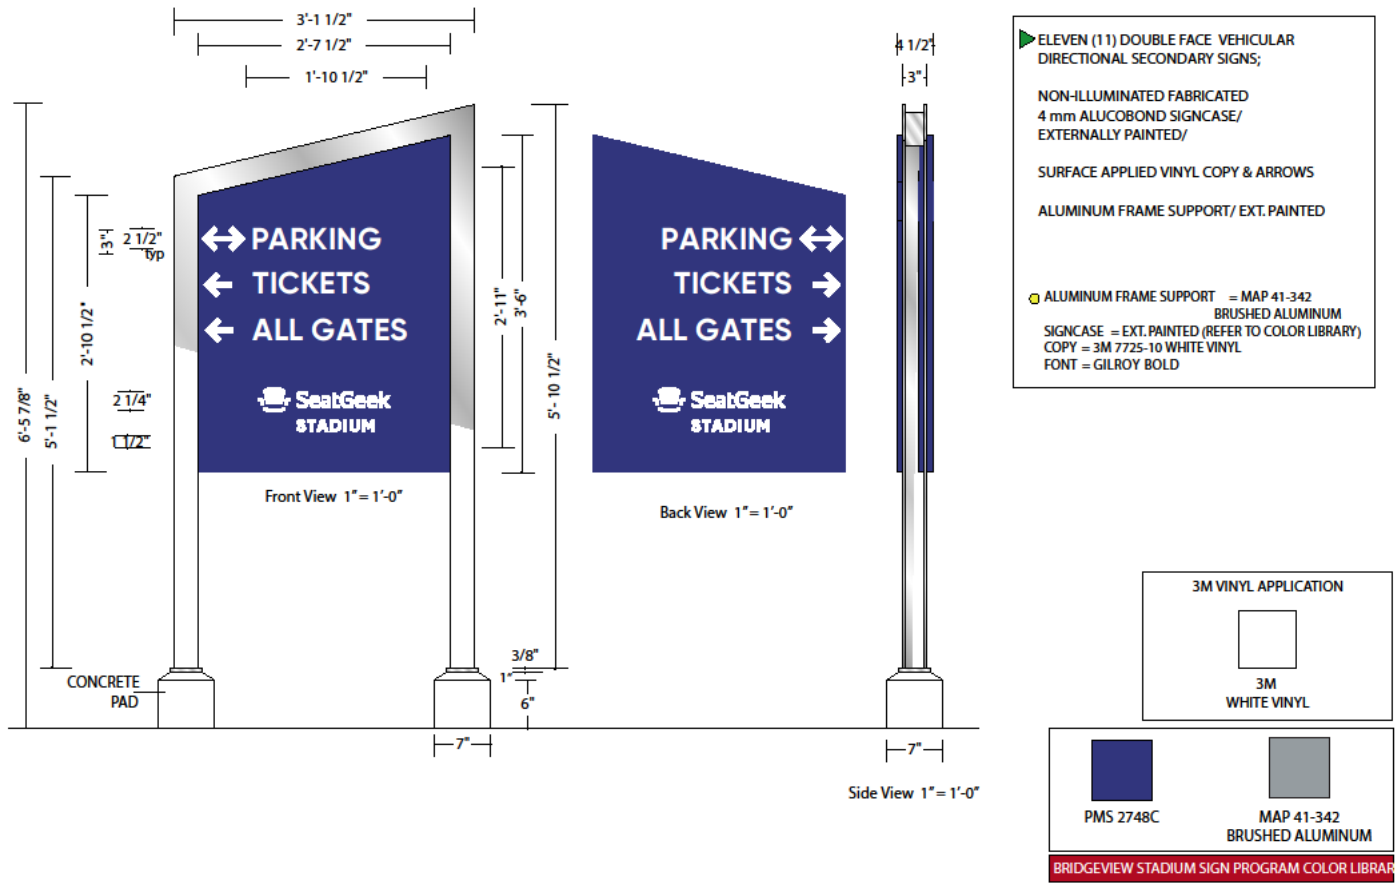 3'-1 1/2"
2'-7 1/2"
1'-10 1/2"
4 1/2"
3"
ELEVEN (11) DOUBLE FACE VEHICULAR
DIRECTIONAL SECONDARY SIGNS;
NON-ILLUMINATED FABRICATED
4 mm ALUCOBOND SIGNCASE/
EXTERNALLY PAINTED/
SURFACE APPLIED VINYL COPY & ARROWS
ALUMINUM FRAME SUPPORT/ EXT. PAINTED
ALUMINUM FRAME SUPPORT = MAP 41-342
BRUSHED ALUMINUM
SIGNCASE = EXT. PAINTED (REFER TO COLOR LIBRARY)
COPY = 3M 7725-10 WHITE VINYL
FONT = GILROY BOLD
6'-5 7/8"
5'-1 1/2"
2'-10 1/2"
3"
2 1/2"
typ
2 1/4"
1 1/2"
↔ PARKING
← TICKETS
← ALL GATES
SeatGeek
STADIUM
2'-11"
3'-6"
5'- 10 1/2"
PARKING ↔
TICKETS →
ALL GATES →
SeatGeek
STADIUM
Front View 1" = 1'-0"
Back View 1" = 1'-0"
CONCRETE
PAD
3/8"
1"
6"
7"
7"
Side View 1" = 1'-0"
3M VINYL APPLICATION
3M
WHITE VINYL
PMS 2748C
MAP 41-342
BRUSHED ALUMINUM
BRIDGEVIEW STADIUM SIGN PROGRAM COLOR LIBRAR